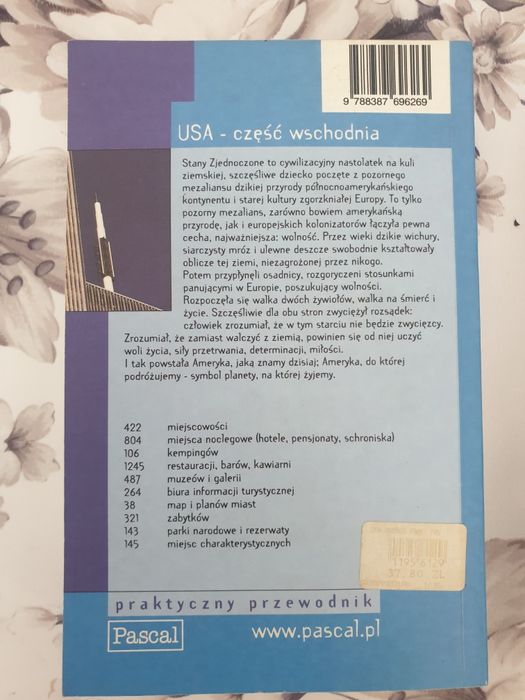 9 788387 696269
USA - część wschodnia
Stany Zjednoczone to cywilizacyjny nastolatek na kuli
ziemskiej, szczęśliwe dziecko poczęte z pozornego
mezaliansu dzikiej przyrody północnoamerykańskiego
kontynentu i starej kultury zgorzkniałej Europy. To tylko
pozorny mezalians, zarówno bowiem amerykańską
przyrodę, jak i europejskich kolonizatorów łączyła pewna
cecha, najważniejsza: wolność. Przez wieki dzikie wichury,
siarczysty mróz i ulewne deszcze swobodnie kształtowały
oblicze tej ziemi, niezagrożonej przez nikogo.
Potem przypłynęli osadnicy, rozgoryczeni stosunkami
panującymi w Europie, poszukujący wolności.
Rozpoczęła się walka dwóch żywiołów, walka na śmierć i
życie. Szczęśliwie dla obu stron zwyciężył rozsądek:
człowiek zrozumiał, że w tym starciu nie będzie zwycięzcy.
Zrozumiał, że zamiast walczyć z ziemią, powinien się od niej uczyć
woli życia, siły przetrwania, determinacji, miłości.
I tak powstała Ameryka, jaką znamy dzisiaj; Ameryka, do której
podróżujemy - symbol planety, na której żyjemy.
422 miejscowości
804 miejsca noclegowe (hotele, pensjonaty, schroniska)
106 kempingów
1245 restauracji, barów, kawiarni
487 muzeów i galerii
264 biura informacji turystycznej
38 map i planów miast
321 zabytków
143 parki narodowe i rezerwaty
145 miejsc charakterystycznych
11956129
37.80 ZŁ
praktyczny przewodnik
Pascal
www.pascal.pl